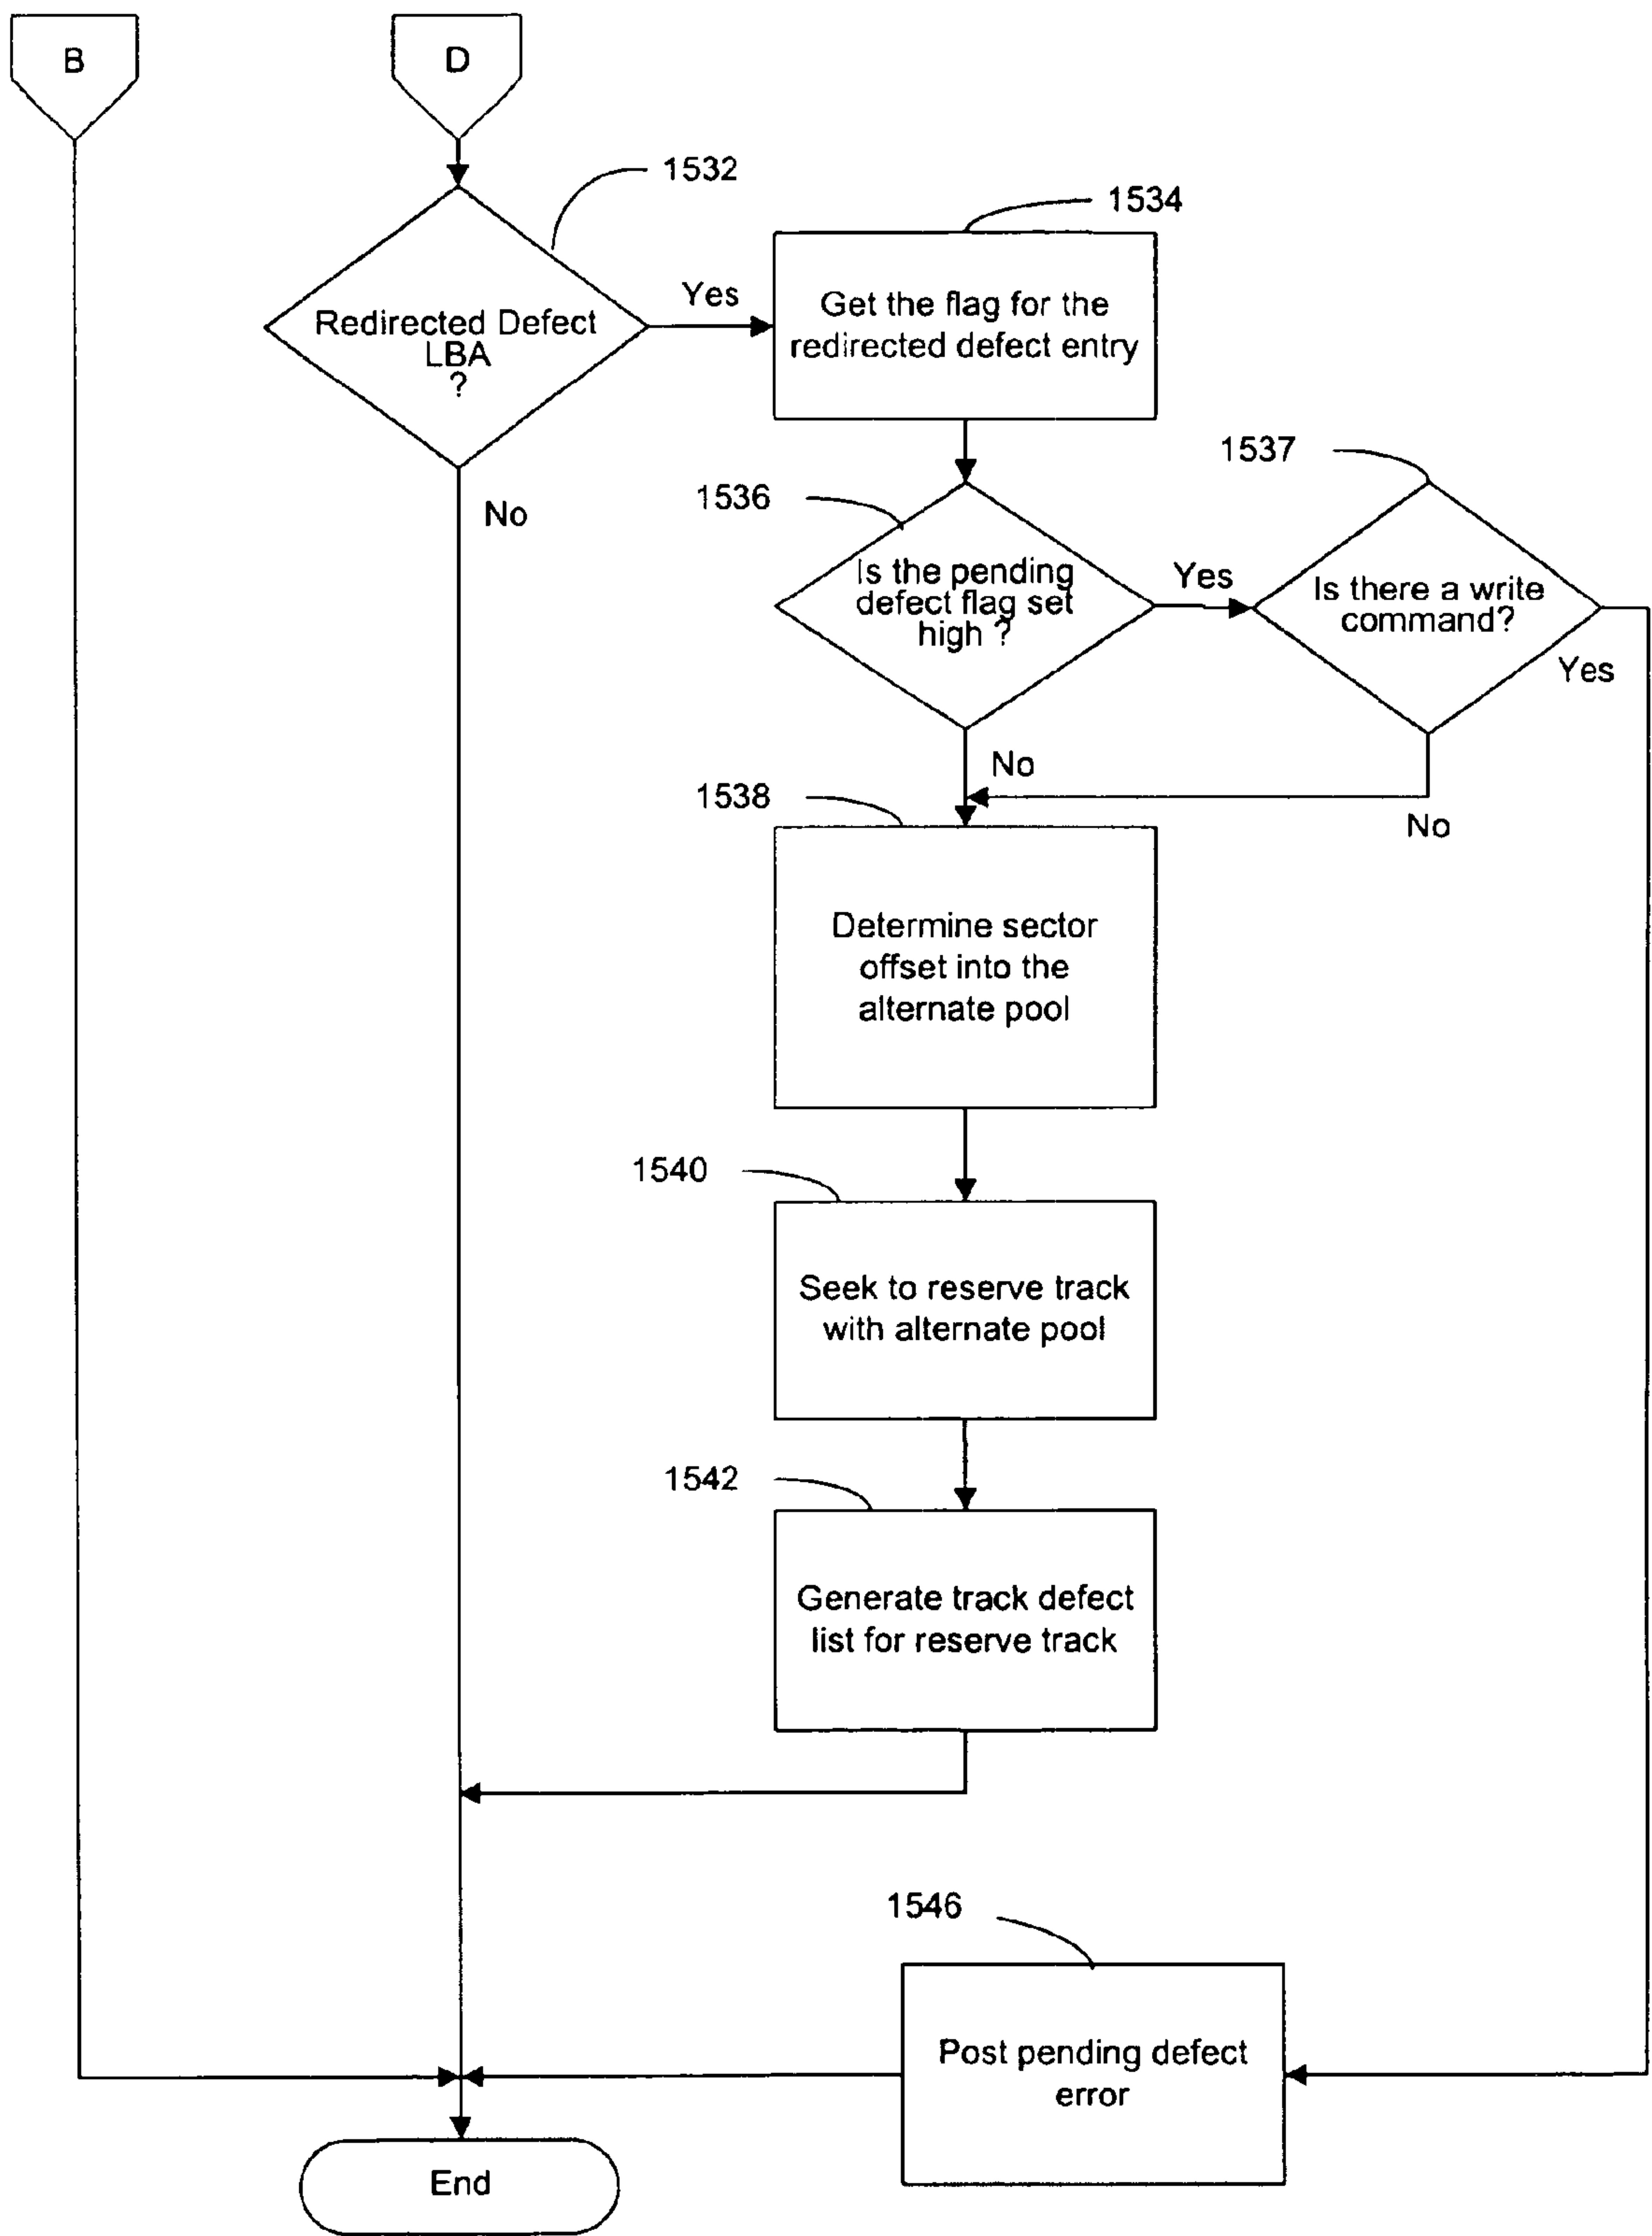 B
D
1532
Redirected Defect
LBA
?
Yes
No
1534
Get the flag for the
redirected defect entry
1536
Is the pending
defect flag set
high ?
Yes
No
1537
Is there a write
command?
Yes
No
1538
Determine sector
offset into the
alternate pool
1540
Seek to reserve track
with alternate pool
1542
Generate track defect
list for reserve track
1546
Post pending defect
error
End